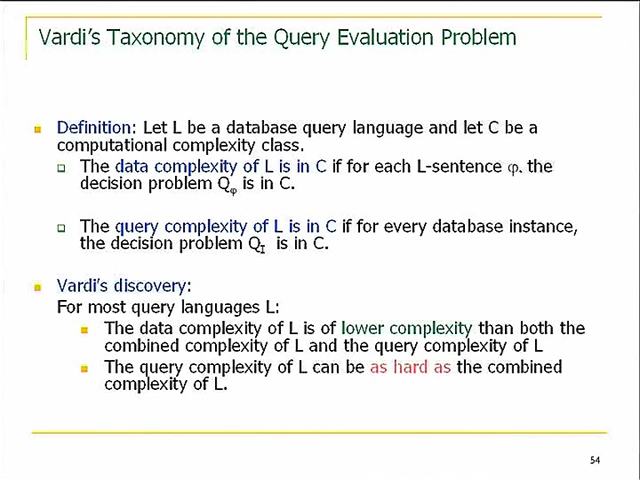 Vardi's Taxonomy of the Query Evaluation Problem
Definition: Let L be a database query language and let C be a
computational complexity class.
The data complexity of L is in C if for each L-sentence φ, the
decision problem Qφ is in C.
The query complexity of L is in C if for every database instance,
the decision problem QI is in C.
Vardi's discovery:
For most query languages L:
The data complexity of L is of lower complexity than both the
combined complexity of L and the query complexity of L
The query complexity of L can be as hard as the combined
complexity of L.
54